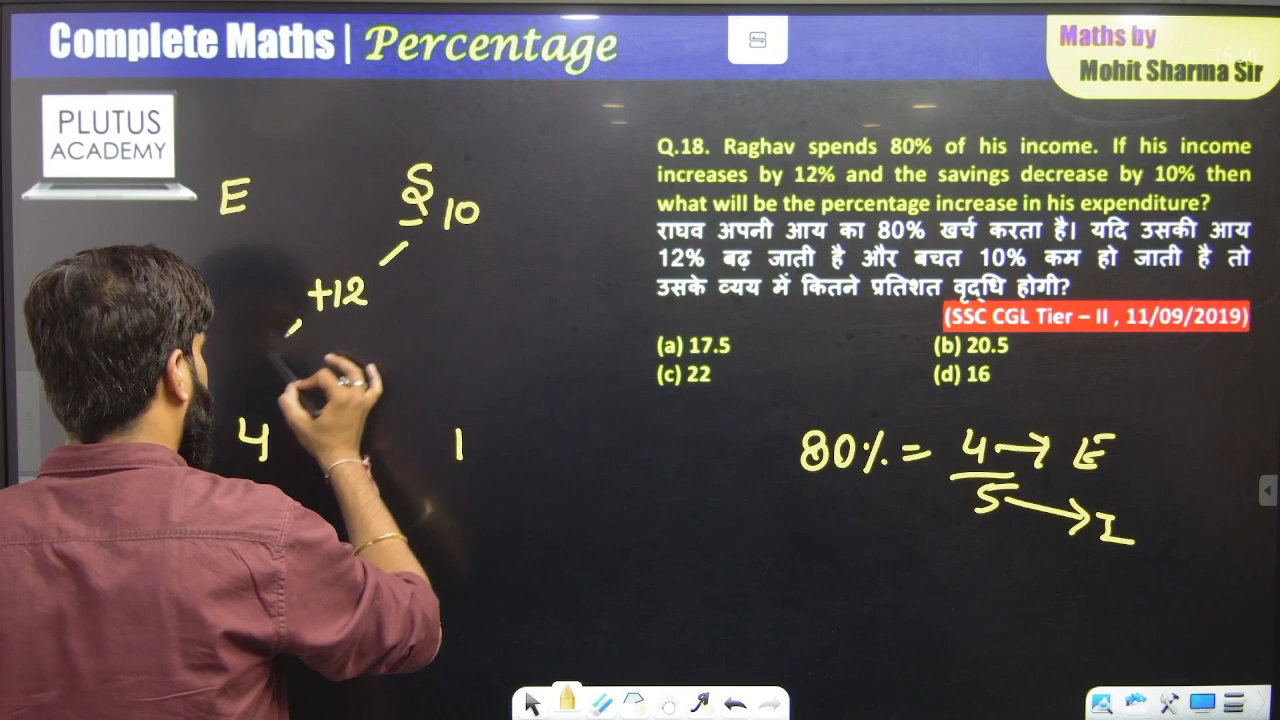 Complete Maths | Percentage
Maths by
Mohit Sharma Sir
PLUTUS
ACADEMY
Q.18. Raghav spends 80% of his income. If his income
increases by 12% and the savings decrease by 10% then
what will be the percentage increase in his expenditure?
राघव अपनी आय का 80% खर्च करता है। यदि उसकी आय
12% बढ़ जाती है और बचत 10% कम हो जाती है तो
उसके व्यय में कितने प्रतिशत वृद्धि होगी?
(SSC CGL Tier – II , 11/09/2019)
(a) 17.5 (b) 20.5
(c) 22 (d) 16
E S
10
+12
4 1
80% = 4 → E
5 → I